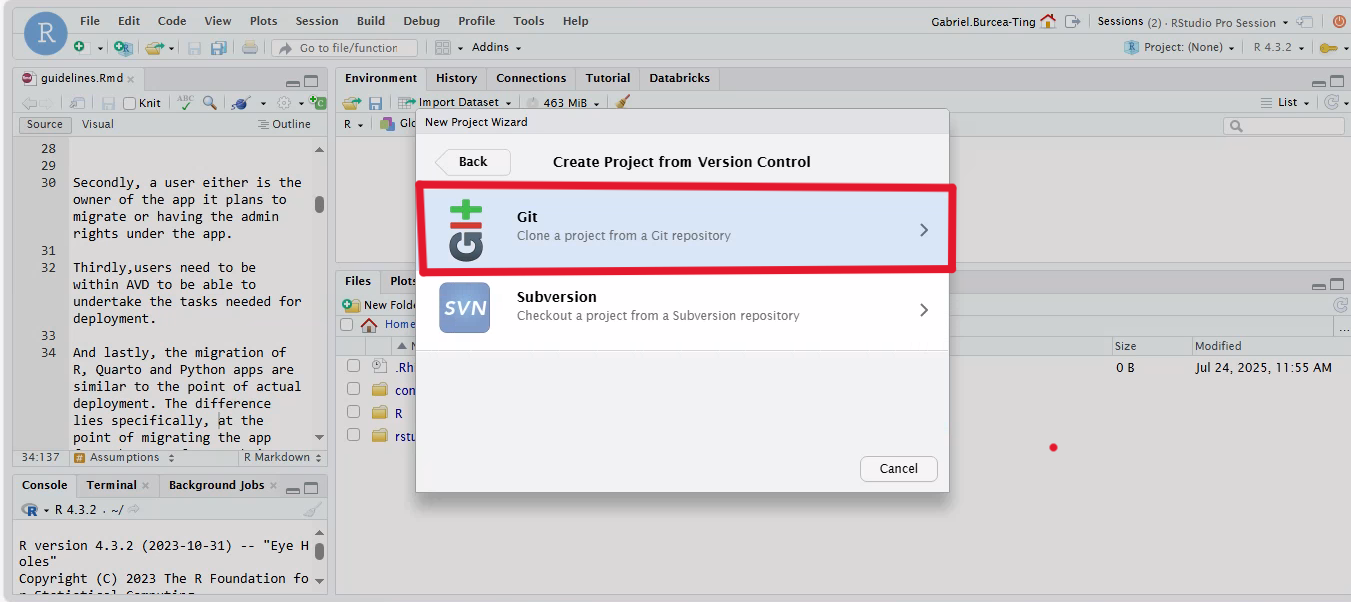 File Edit Code View Plots Session Build Debug Profile Tools Help
Gabriel.Burcea-Ting Sessions (2) · RStudio Pro Session
R
Go to file/function Addins
Project: (None) R 4.3.2
guidelines.Rmd
Knit
ABC
Source Visual Outline
28
29
30 Secondly, a user either is the
owner of the app it plans to
migrate or having the admin
rights under the app.
31
32 Thirdly,users need to be
within AVD to be able to
undertake the tasks needed for
deployment.
33
34 And lastly, the migration of
R, Quarto and Python apps are
similar to the point of actual
deployment. The difference
lies specifically, at the
point of migrating the app
34:137 # Assumptions R Markdown
Console Terminal Background Jobs
R 4.3.2 . ~/
R version 4.3.2 (2023-10-31) -- "Eye H
oles"
Copyright (C) 2023 The R Foundation fo
r Statistical Computing
Environment History Connections Tutorial Databricks
Import Dataset 463 MiB List
R Glo
New Project Wizard
Back Create Project from Version Control
Git
Clone a project from a Git repository
SVN
Subversion
Checkout a project from a Subversion repository
Cancel
Files Plots
New Folde
Home
N Size Modified
.Rh 0 B Jul 24, 2025, 11:55 AM
con
R
rstu